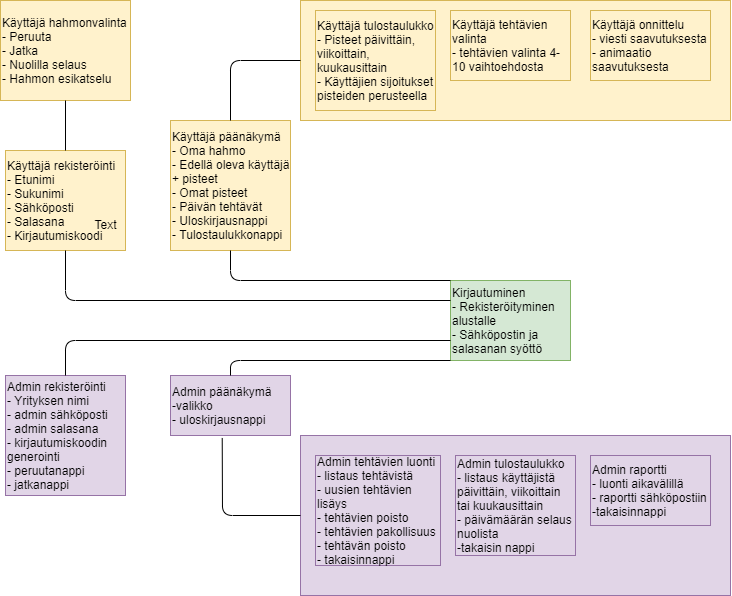 Käyttäjä hahmonvalinta
- Peruuta
- Jatka
- Nuolilla selaus
- Hahmon esikatselu
Käyttäjä tulostaulukko
- Pisteet päivittäin,
viikoittain,
kuukausittain
- Käyttäjien sijoitukset
pisteiden perusteella
Käyttäjä tehtävien
valinta
- tehtävien valinta 4-
10 vaihtoehdosta
Käyttäjä onnittelu
- viesti saavutuksesta
- animaatio
saavutuksesta
Käyttäjä rekisteröinti
- Etunimi
- Sukunimi
- Sähköposti
- Salasana
- Kirjautumiskoodi
Text
Käyttäjä päänäkymä
- Oma hahmo
- Edellä oleva käyttäjä
+ pisteet
- Omat pisteet
- Päivän tehtävät
- Uloskirjausnappi
- Tulostaulukkonappi
Kirjautuminen
- Rekisteröityminen
alustalle
- Sähköpostin ja
salasanan syöttö
Admin rekisteröinti
- Yrityksen nimi
- admin sähköposti
- admin salasana
- kirjautumiskoodin
generointi
- peruutanappi
- jatkanappi
Admin päänäkymä
-valikko
- uloskirjausnappi
Admin tehtävien luonti
- listaus tehtävistä
- uusien tehtävien
lisäys
- tehtävien poisto
- tehtävien pakollisuus
- tehtävän poisto
- takaisinnappi
Admin tulostaulukko
- listaus käyttäjistä
päivittäin, viikoittain
tai kuukausittain
- päivämäärän selaus
nuolista
-takaisin nappi
Admin raportti
- luonti aikavälillä
- raportti sähköpostiin
-takaisinnappi